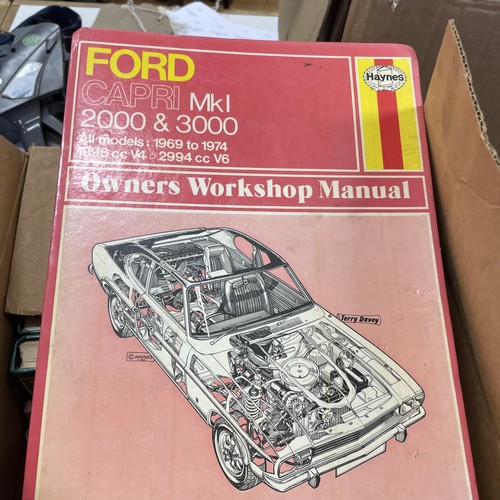 FORD
Haynes
CAPRI MkI
2000 & 3000
All models: 1969 to 1974
1996 cc V4 2994 cc V6
Owners Workshop Manual
Terry Davey
© HAYNES